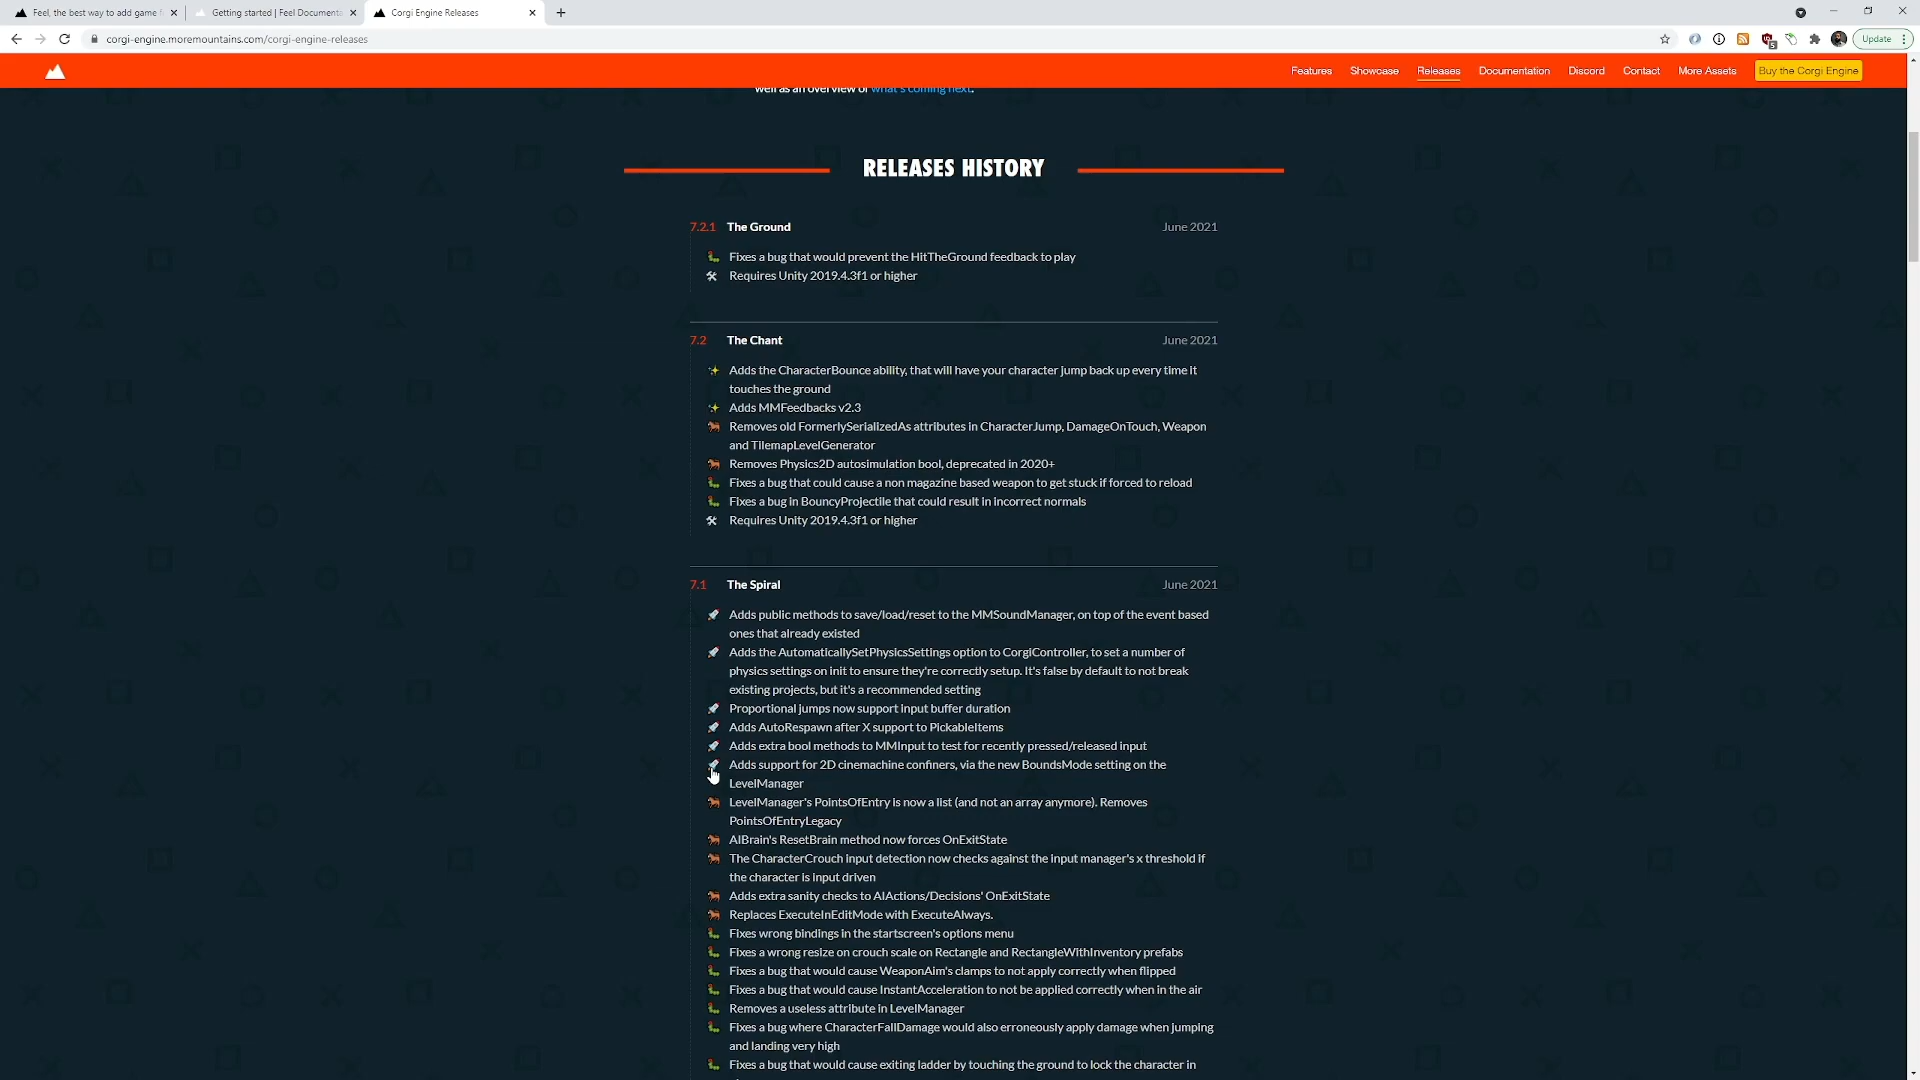 Feel, the best way to add game f
Getting started | Feel Documenta
Corgi Engine Releases
corgi-engine.moremountains.com/corgi-engine-releases
5
Update
Features
Showcase
Releases
Documentation
Discord
Contact
More Assets
Buy the Corgi Engine
well as an overview of what's coming next.
RELEASES HISTORY
7.2.1 The Ground June 2021
Fixes a bug that would prevent the HitTheGround feedback to play
Requires Unity 2019.4.3f1 or higher
7.2 The Chant June 2021
Adds the CharacterBounce ability, that will have your character jump back up every time it
touches the ground
Adds MMFeedbacks v2.3
Removes old FormerlySerializedAs attributes in CharacterJump, DamageOnTouch, Weapon
and TilemapLevelGenerator
Removes Physics2D autosimulation bool, deprecated in 2020+
Fixes a bug that could cause a non magazine based weapon to get stuck if forced to reload
Fixes a bug in BouncyProjectile that could result in incorrect normals
Requires Unity 2019.4.3f1 or higher
7.1 The Spiral June 2021
Adds public methods to save/load/reset to the MMSoundManager, on top of the event based
ones that already existed
Adds the AutomaticallySetPhysicsSettings option to CorgiController, to set a number of
physics settings on init to ensure they're correctly setup. It's false by default to not break
existing projects, but it's a recommended setting
Proportional jumps now support input buffer duration
Adds AutoRespawn after X support to PickableItems
Adds extra bool methods to MMInput to test for recently pressed/released input
Adds support for 2D cinemachine confiners, via the new BoundsMode setting on the
LevelManager
LevelManager's PointsOfEntry is now a list (and not an array anymore). Removes
PointsOfEntryLegacy
AIBrain's ResetBrain method now forces OnExitState
The CharacterCrouch input detection now checks against the input manager's x threshold if
the character is input driven
Adds extra sanity checks to AIActions/Decisions' OnExitState
Replaces ExecuteInEditMode with ExecuteAlways.
Fixes wrong bindings in the startscreen's options menu
Fixes a wrong resize on crouch scale on Rectangle and RectangleWithInventory prefabs
Fixes a bug that would cause WeaponAim's clamps to not apply correctly when flipped
Fixes a bug that would cause InstantAcceleration to not be applied correctly when in the air
Removes a useless attribute in LevelManager
Fixes a bug where CharacterFallDamage would also erroneously apply damage when jumping
and landing very high
Fixes a bug that would cause exiting ladder by touching the ground to lock the character in